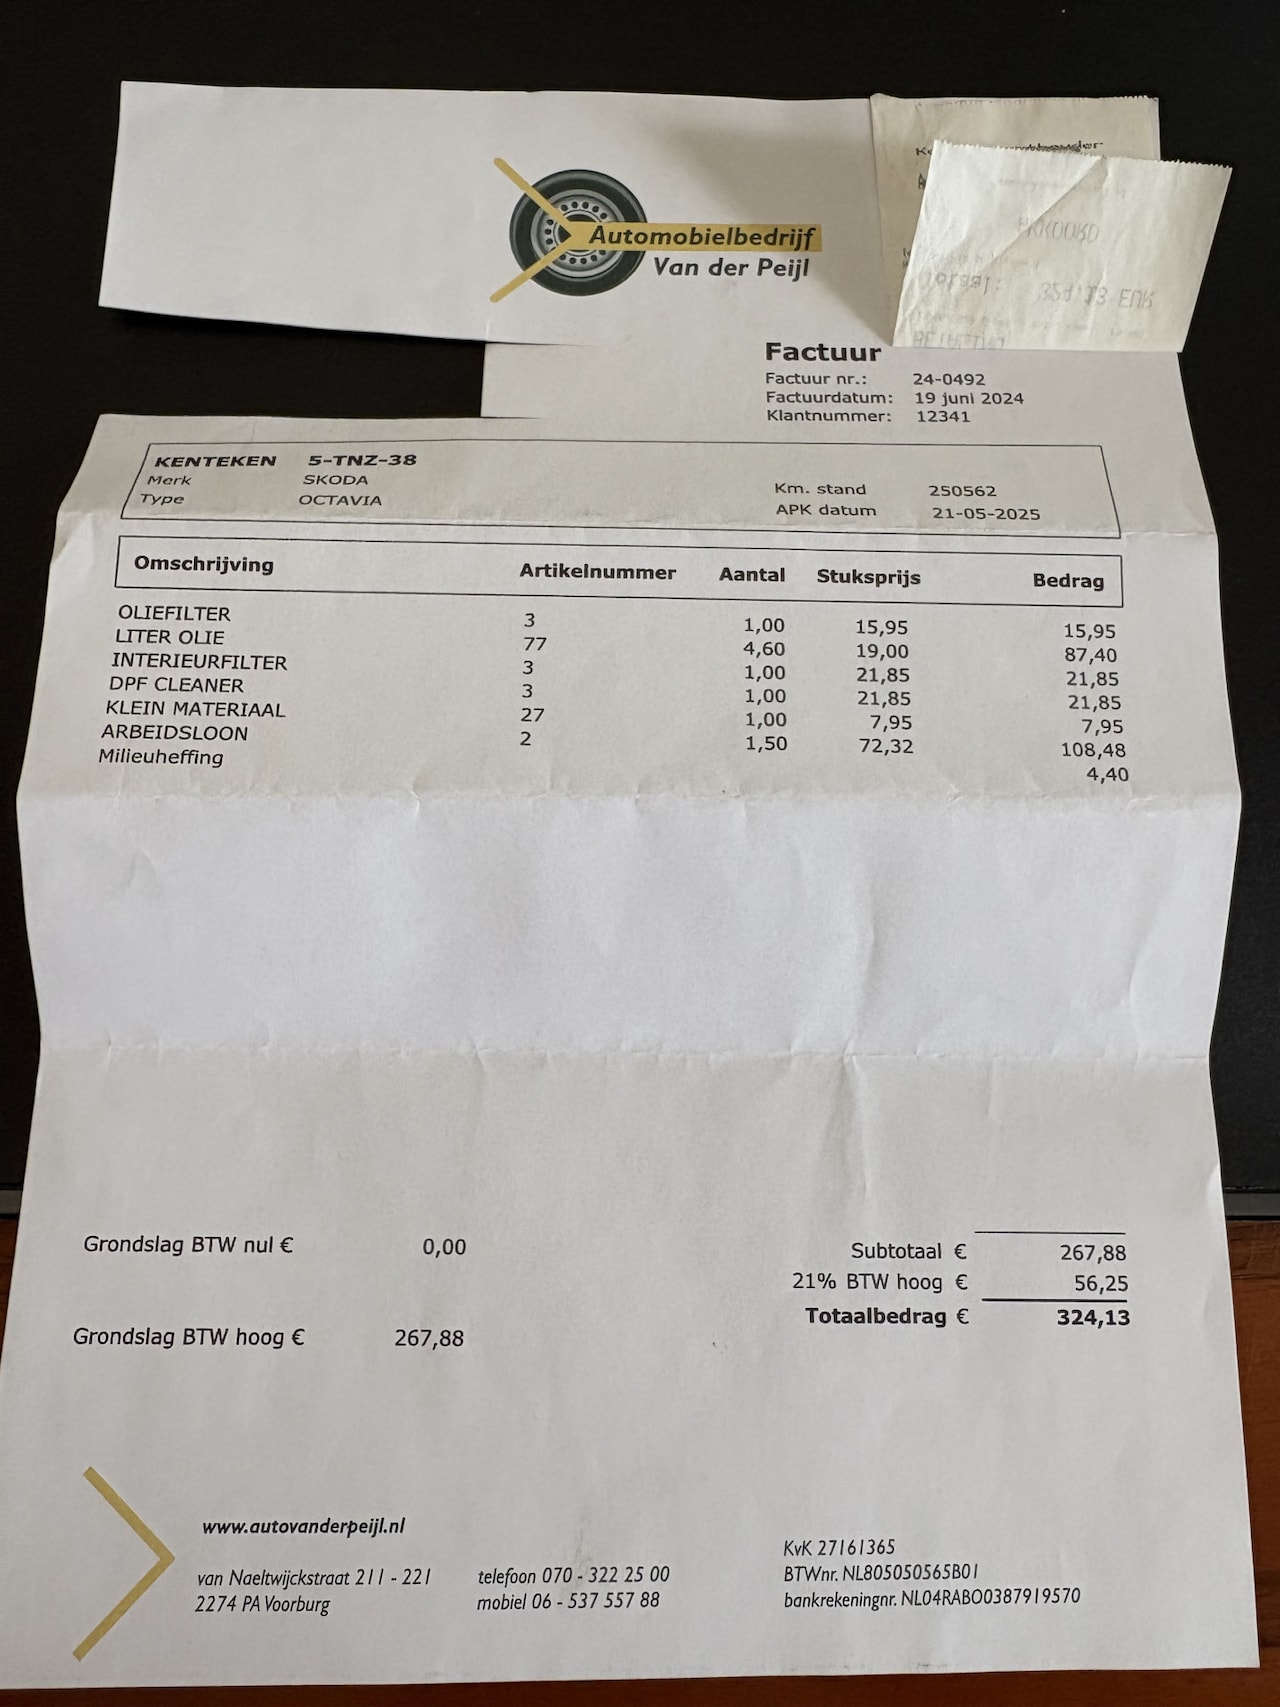 Automobielbedrijf
Van der Peijl
AKKOORD
Totaal: 324,13 EUR
Factuur
Factuur nr.: 24-0492
Factuurdatum: 19 juni 2024
Klantnummer: 12341
KENTEKEN 5-TNZ-38
Merk SKODA
Type OCTAVIA
Km. stand 250562
APK datum 21-05-2025
Omschrijving Artikelnummer Aantal Stuksprijs Bedrag
OLIEFILTER 3 1,00 15,95 15,95
LITER OLIE 77 4,60 19,00 87,40
INTERIEURFILTER 3 1,00 21,85 21,85
DPF CLEANER 3 1,00 21,85 21,85
KLEIN MATERIAAL 27 1,00 7,95 7,95
ARBEIDSLOON 2 1,50 72,32 108,48
Milieuheffing 4,40
Grondslag BTW nul € 0,00
Grondslag BTW hoog € 267,88
Subtotaal € 267,88
21% BTW hoog € 56,25
Totaalbedrag € 324,13
www.autovanderpeijl.nl
van Naeltwijckstraat 211 - 221
2274 PA Voorburg
telefoon 070 - 322 25 00
mobiel 06 - 537 557 88
KvK 27161365
BTWnr. NL805050565B01
bankrekeningnr. NL04RABO0387919570